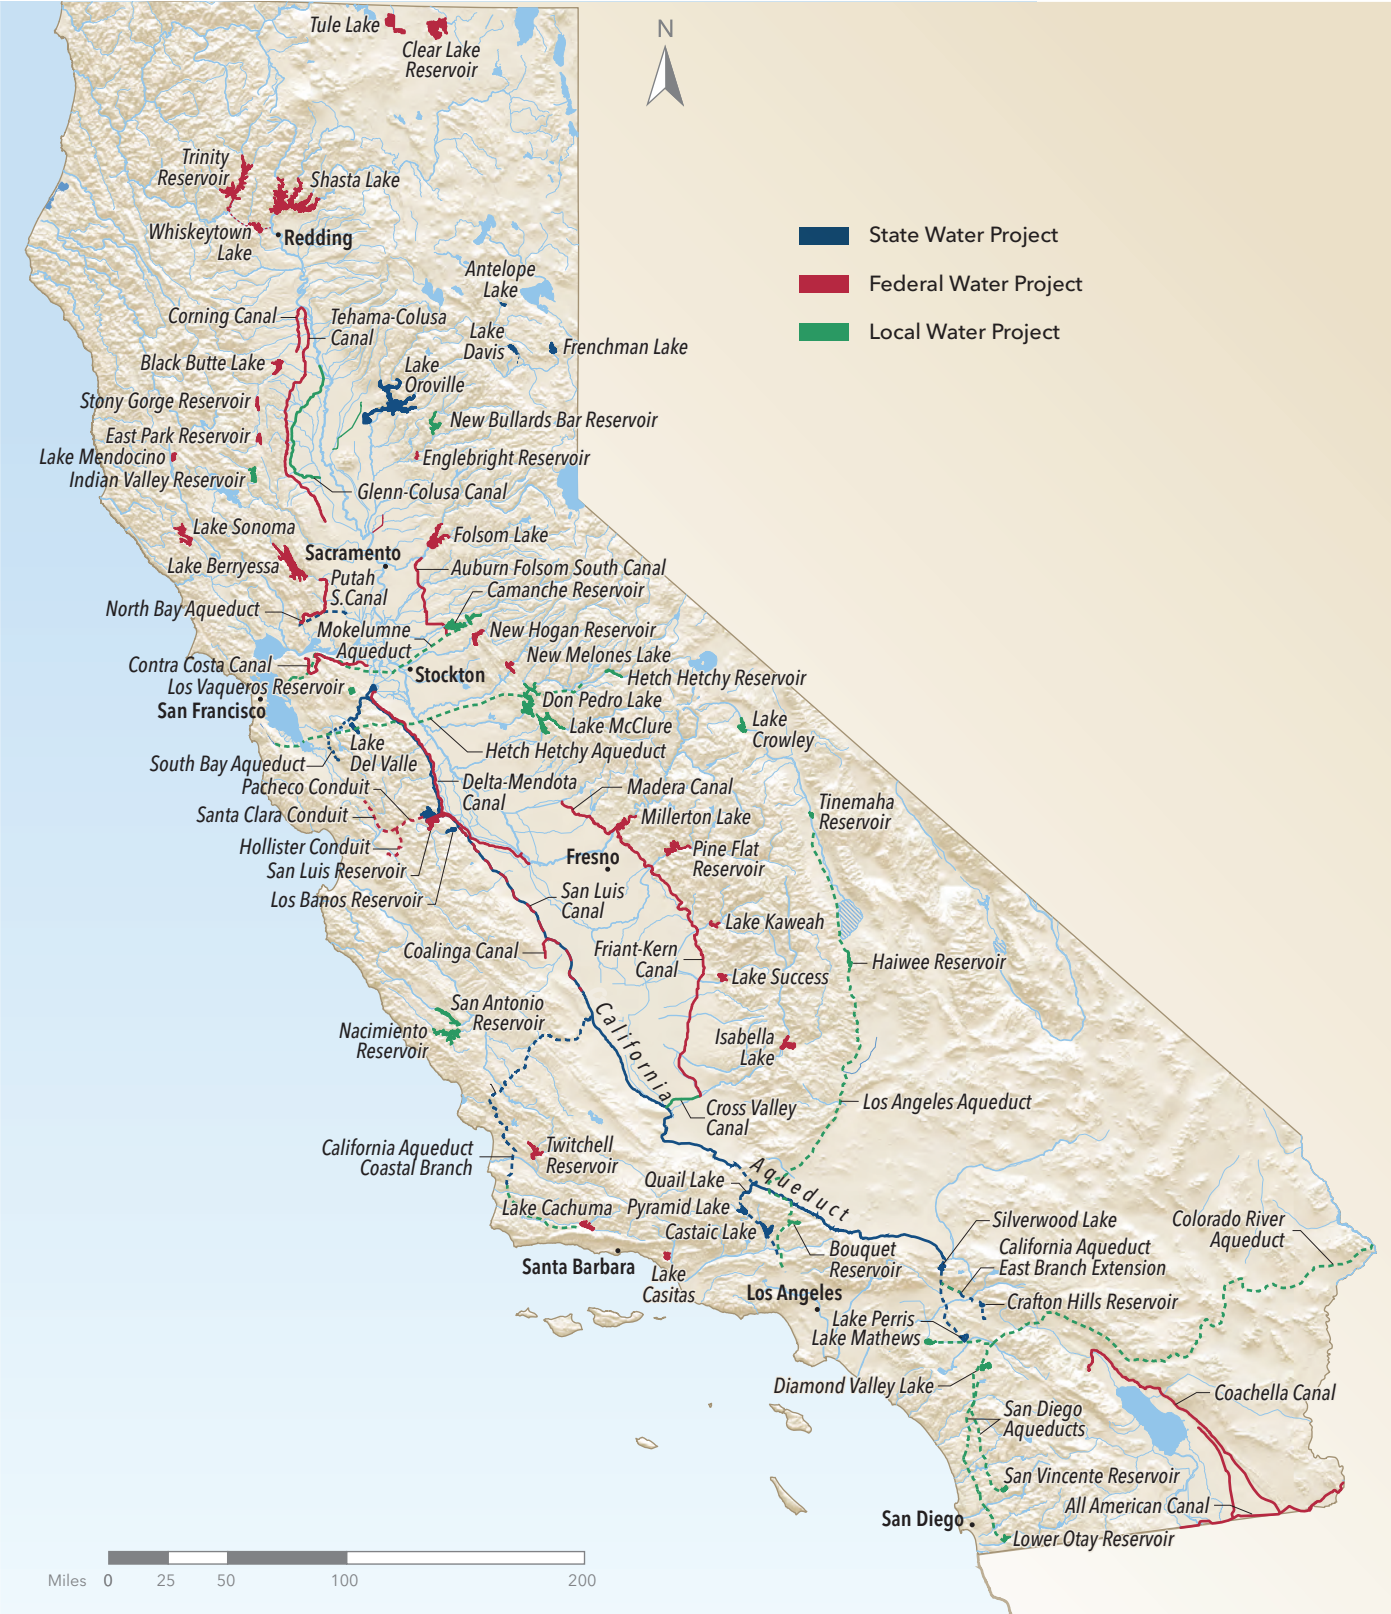 Tule Lake
Clear Lake
Reservoir
N
Trinity
Reservoir
Shasta Lake
Whiskeytown
Lake
Redding
State Water Project
Federal Water Project
Local Water Project
Antelope
Lake
Corning Canal
Tehama-Colusa
Canal
Lake
Davis
Frenchman Lake
Black Butte Lake
Lake
Oroville
Stony Gorge Reservoir
New Bullards Bar Reservoir
East Park Reservoir
Lake Mendocino
Englebright Reservoir
Indian Valley Reservoir
Glenn-Colusa Canal
Lake Sonoma
Folsom Lake
Sacramento
Lake Berryessa
Auburn Folsom South Canal
Putah
S.Canal
Camanche Reservoir
North Bay Aqueduct
Mokelumne
Aqueduct
New Hogan Reservoir
New Melones Lake
Contra Costa Canal
Stockton
Hetch Hetchy Reservoir
Los Vaqueros Reservoir
Don Pedro Lake
San Francisco
Lake McClure
Lake
Crowley
Lake
Del Valle
Hetch Hetchy Aqueduct
South Bay Aqueduct
Pacheco Conduit
Delta-Mendota
Canal
Madera Canal
Tinemaha
Reservoir
Santa Clara Conduit
Millerton Lake
Hollister Conduit
Fresno
Pine Flat
Reservoir
San Luis Reservoir
San Luis
Canal
Los Banos Reservoir
Lake Kaweah
Coalinga Canal
Friant-Kern
Canal
Haiwee Reservoir
Lake Success
San Antonio
Reservoir
California
Nacimiento
Reservoir
Isabella
Lake
Cross Valley
Canal
Los Angeles Aqueduct
California Aqueduct
Coastal Branch
Twitchell
Reservoir
Aqueduct
Quail Lake
Lake Cachuma
Pyramid Lake
Castaic Lake
Silverwood Lake
Colorado River
Aqueduct
Bouquet
Reservoir
California Aqueduct
East Branch Extension
Santa Barbara
Lake
Casitas
Los Angeles
Crafton Hills Reservoir
Lake Perris
Lake Mathews
Diamond Valley Lake
Coachella Canal
San Diego
Aqueducts
San Vincente Reservoir
All American Canal
San Diego
Lower Otay Reservoir
Miles 0 25 50 100 200